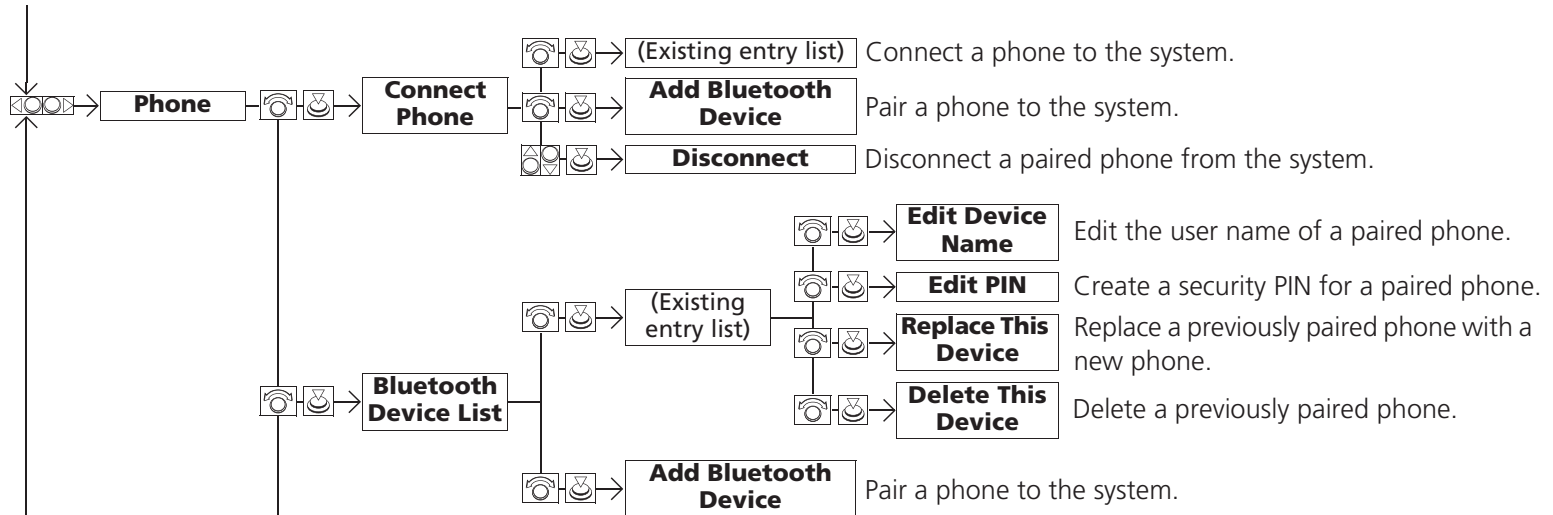 (Existing entry list) Connect a phone to the system.
Phone
Connect
Phone
Add Bluetooth
Device
Pair a phone to the system.
Disconnect Disconnect a paired phone from the system.
Edit Device
Name
Edit the user name of a paired phone.
(Existing
entry list)
Edit PIN Create a security PIN for a paired phone.
Replace This
Device
Replace a previously paired phone with a
new phone.
Bluetooth
Device List
Delete This
Device
Delete a previously paired phone.
Add Bluetooth
Device
Pair a phone to the system.